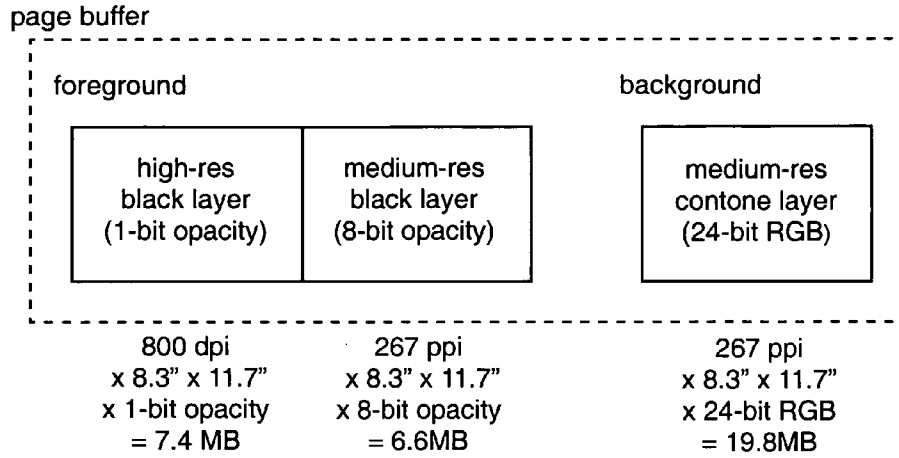 page buffer
foreground
background
high-res
black layer
(1-bit opacity)
medium-res
black layer
(8-bit opacity)
medium-res
contone layer
(24-bit RGB)
800 dpi
x 8.3" x 11.7"
x 1-bit opacity
= 7.4 MB
267 ppi
x 8.3" x 11.7"
x 8-bit opacity
= 6.6MB
267 ppi
x 8.3" x 11.7"
x 24-bit RGB
= 19.8MB